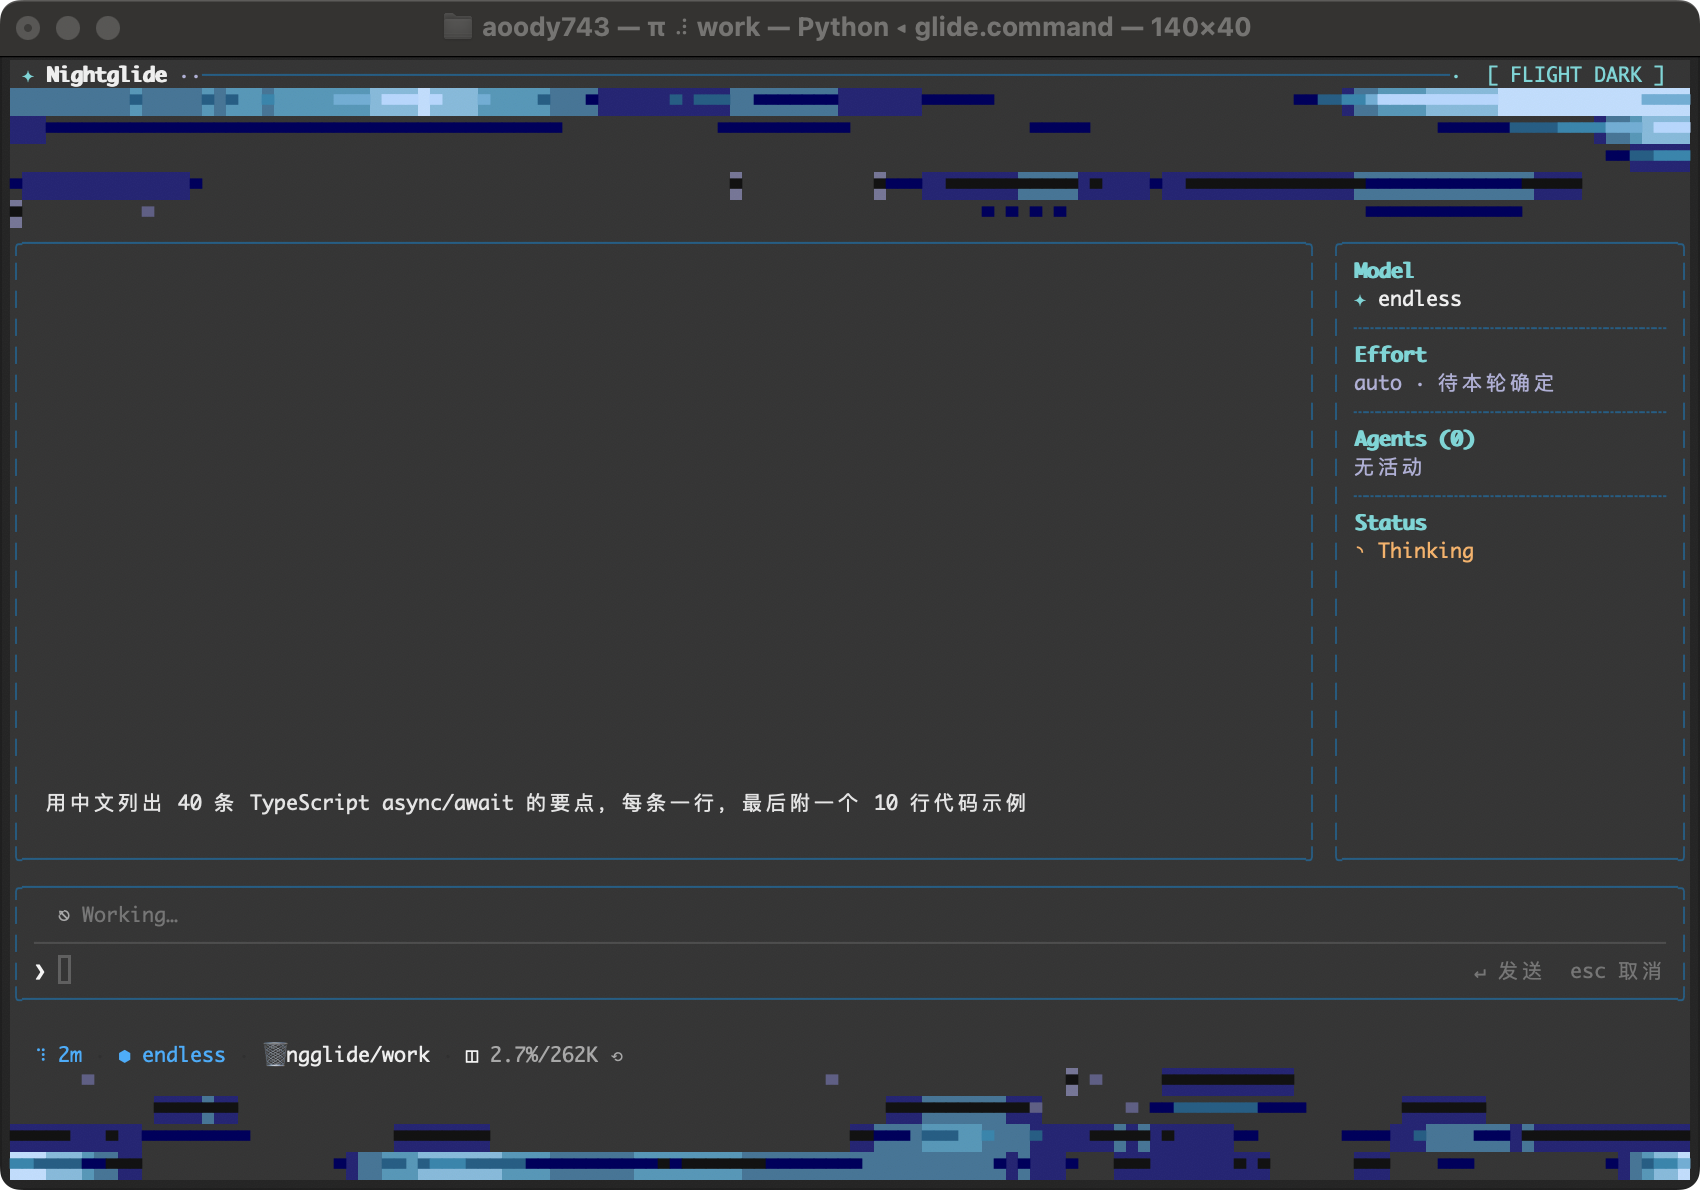 aoody743 — π ⠼ work — Python ◂ glide.command — 140×40
✦ Nightglide ·· · [ FLIGHT DARK ]
Model
✦ endless
Effort
auto · 待本轮确定
Agents (0)
无活动
Status
Thinking
用中文列出 40 条 TypeScript async/await 的要点，每条一行，最后附一个 10 行代码示例
Working…
❯ ↵ 发送 esc 取消
2m endless ngglide/work 2.7%/262K